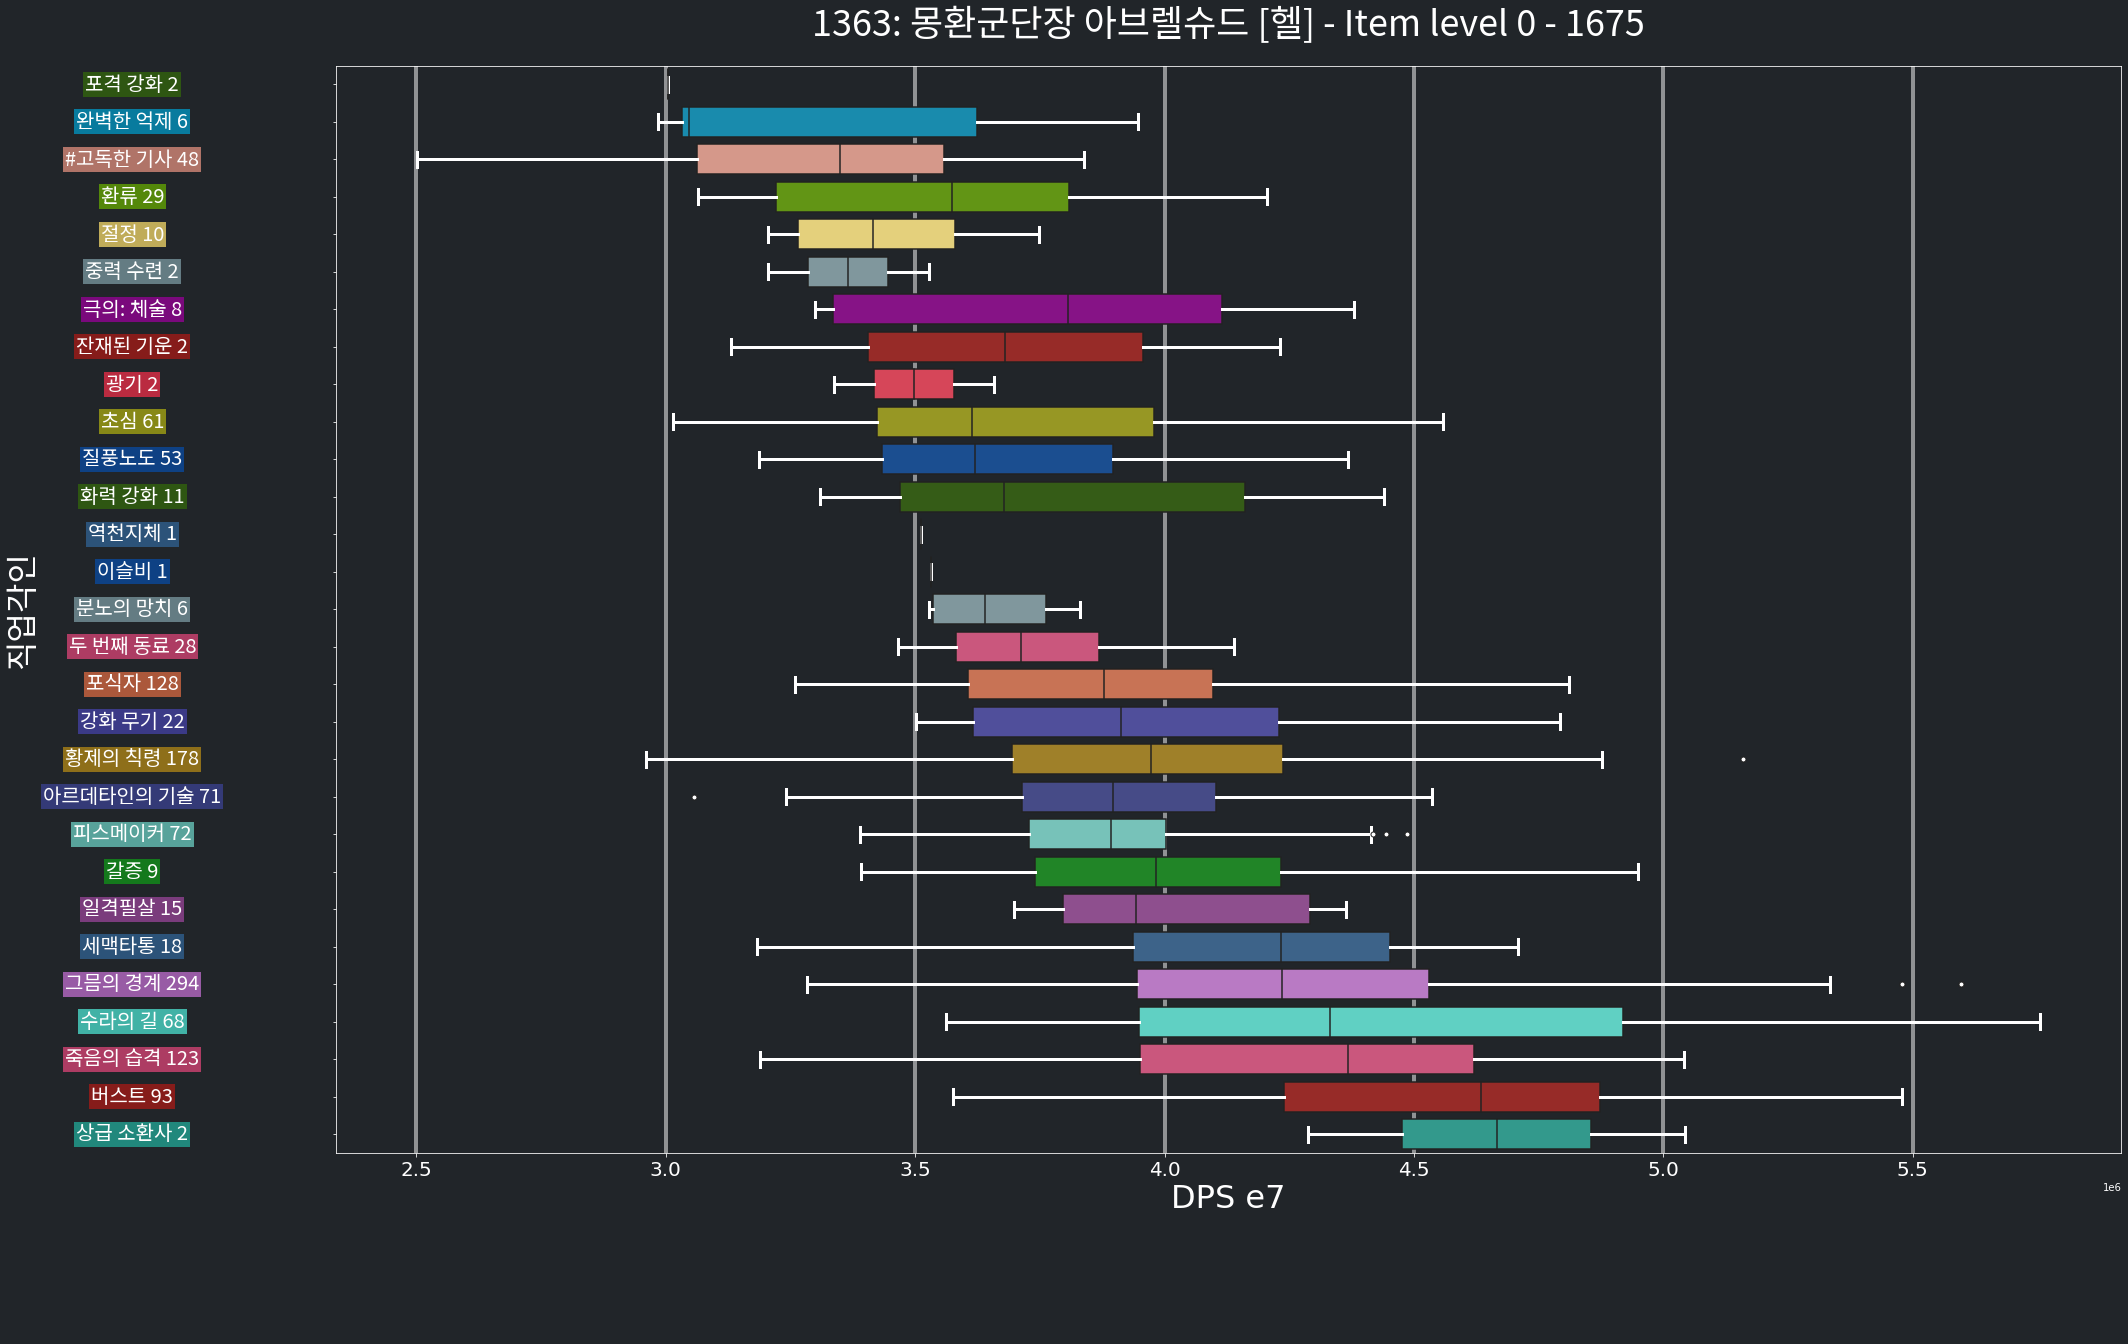 1363: 몽환군단장 아브렐슈드 [헬] - Item level 0 - 1675
포격 강화 2
완벽한 억제 6
#고독한 기사 48
환류 29
절정 10
중력 수련 2
극의: 체술 8
잔재된 기운 2
광기 2
초심 61
질풍노도 53
화력 강화 11
역천지체 1
이슬비 1
분노의 망치 6
두 번째 동료 28
포식자 128
강화 무기 22
황제의 칙령 178
아르데타인의 기술 71
피스메이커 72
갈증 9
일격필살 15
세맥타통 18
그믐의 경계 294
수라의 길 68
죽음의 습격 123
버스트 93
상급 소환사 2
직업각인
2.5 3.0 3.5 4.0 4.5 5.0 5.5
DPS e7
1e6